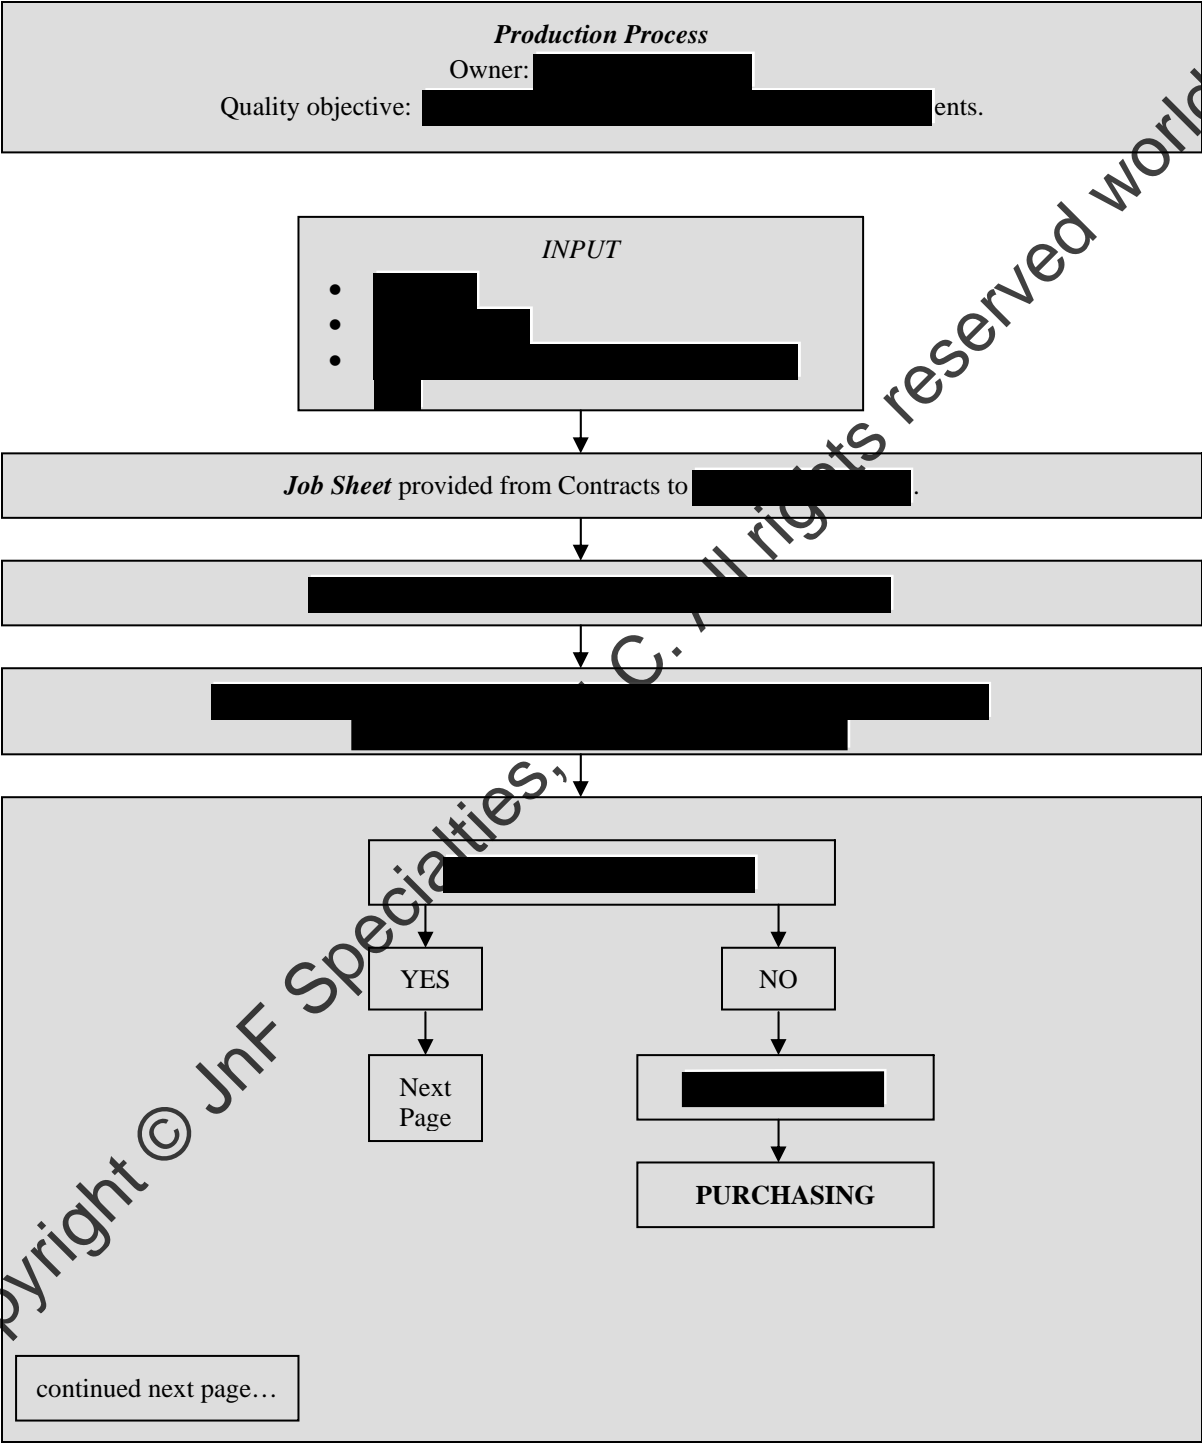 Production Process
Owner:
Quality objective: ents.
INPUT
•
•
•
Job Sheet provided from Contracts to .
YES NO
Next
Page
PURCHASING
continued next page…
pyright © JnF Specialties, C. All rights reserved world